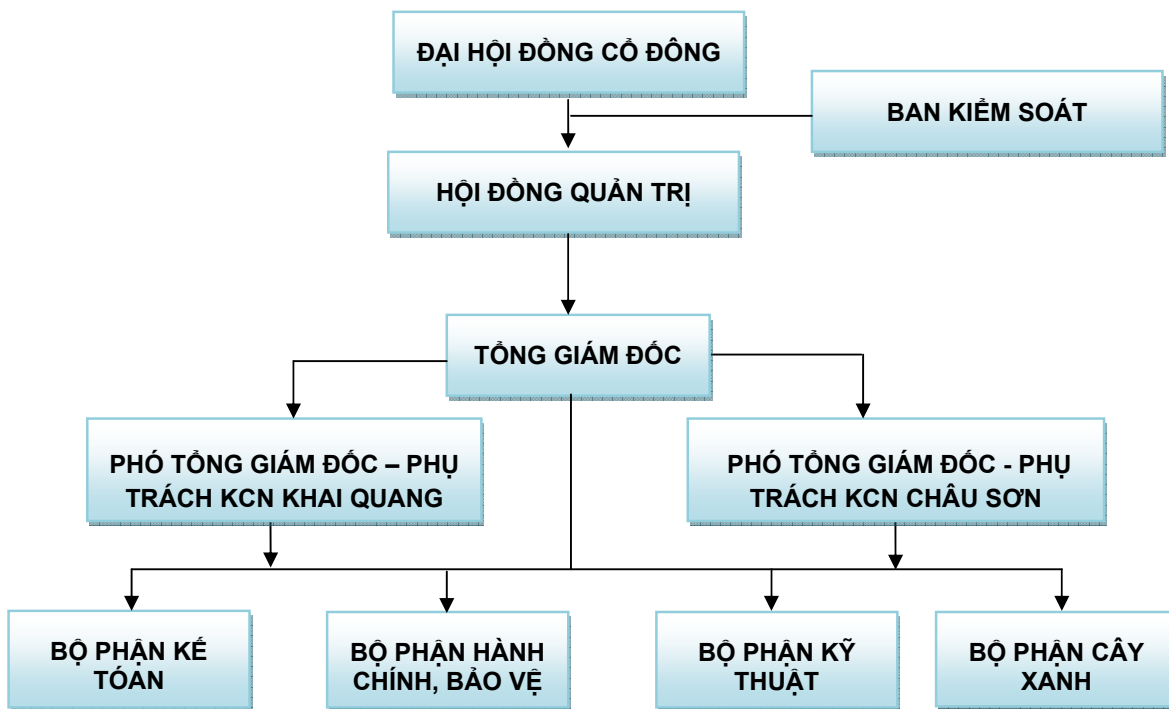 ĐẠI HỘI ĐỒNG CỔ ĐÔNG
BAN KIỂM SOÁT
HỘI ĐỒNG QUẢN TRỊ
TỔNG GIÁM ĐỐC
PHÓ TỔNG GIÁM ĐỐC – PHỤ
TRÁCH KCN KHAI QUANG
PHÓ TỔNG GIÁM ĐỐC - PHỤ
TRÁCH KCN CHÂU SƠN
BỘ PHẬN KẾ
TÓAN
BỘ PHẬN HÀNH
CHÍNH, BẢO VỆ
BỘ PHẬN KỸ
THUẬT
BỘ PHẬN CÂY
XANH